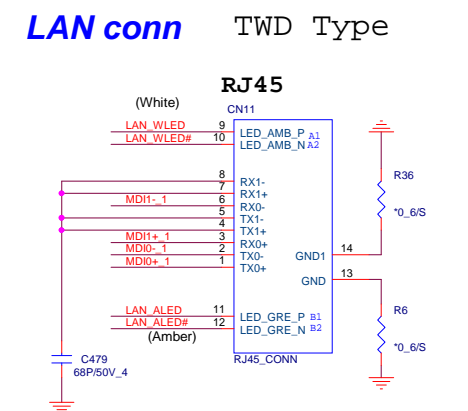 LAN conn TWD Type
RJ45
(White)
CN11
LAN_WLED 9 LED_AMB_P A1
LAN_WLED# 10 LED_AMB_N A2
8 RX1-
7 RX1+
MDI1-_1 6 RX0-
5 TX1-
4 TX1+
MDI1+_1 3 RX0+
MDI0-_1 2 TX0-
MDI0+_1 1 TX0+
GND1 14
GND 13
R36
*0_6/S
LAN_ALED 11 LED_GRE_P B1
LAN_ALED# 12 LED_GRE_N B2
(Amber)
R6
*0_6/S
RJ45_CONN
C479
68P/50V_4